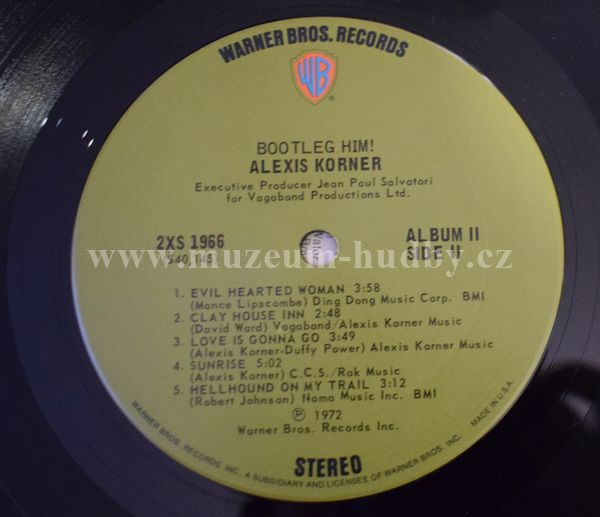 WARNER BROS. RECORDS
WB
®
BOOTLEG HIM!
ALEXIS KORNER
Executive Producer Jean Paul Salvatori
for Vagabond Productions Ltd.
2XS 1966
ALBUM II
SIDE II
www.muzeum-hudby.cz
1. EVIL HEARTED WOMAN 3:58
(Mance Lipscombe) Ding Dong Music Corp. BMI
2. CLAY HOUSE INN 2:48
(David Ward) Vagabond/Alexis Korner Music
3. LOVE IS GONNA GO 3:49
(Alexis Korner-Duffy Power) Alexis Korner Music
4. SUNRISE 5:02
(Alexis Korner) C.C.S./Rak Music
5. HELLHOUND ON MY TRAIL 3:12
(Robert Johnson) Noma Music Inc. BMI
Ⓟ 1972
Warner Bros. Records Inc.
STEREO
WARNER BROS. RECORDS INC. A SUBSIDIARY AND LICENSEE OF WARNER BROS. INC. MADE IN U.S.A.